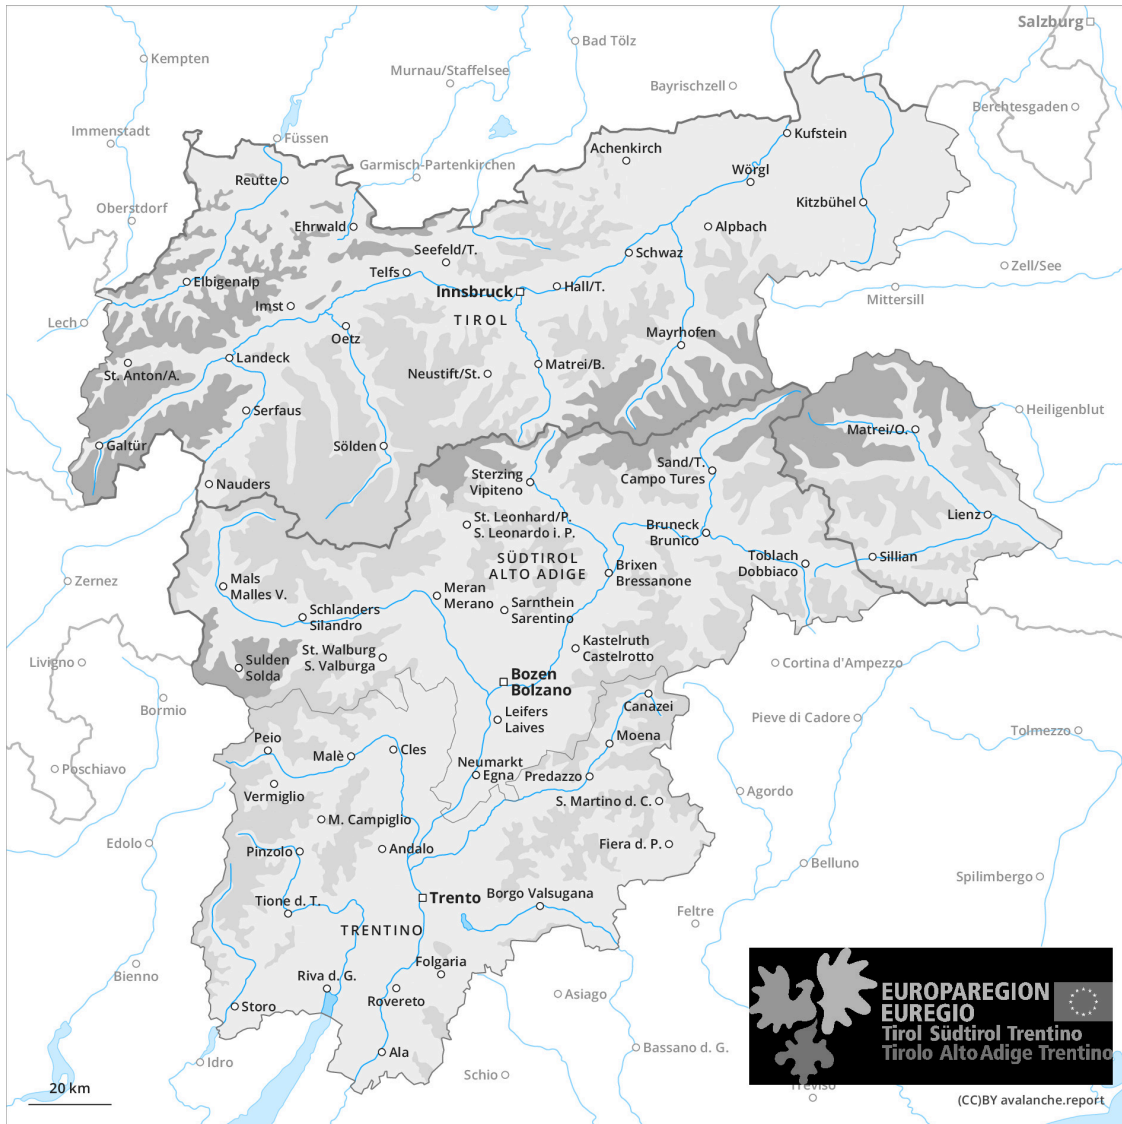 Salzburg
Bad Tölz
Kempten
Murnau/Staffelsee
Bayrischzell
Berchtesgaden
Immenstadt
Füssen
Kufstein
Achenkirch
Garmisch-Partenkirchen
Wörgl
Reutte
Oberstdorf
Kitzbühel
Ehrwald
Alpbach
Seefeld/T.
Schwaz
Zell/See
Telfs
Elbigenalp
Innsbruck
Hall/T.
Mittersill
Imst
TIROL
Lech
Oetz
Mayrhofen
Landeck
Matrei/B.
St. Anton/A.
Neustift/St.
Serfaus
Heiligenblut
Matrei/O.
Galtür
Sölden
Sand/T.
Campo Tures
Sterzing
Vipiteno
Nauders
Lienz
St. Leonhard/P.
S. Leonardo i. P.
Bruneck
Brunico
SÜDTIROL
ALTO ADIGE
Toblach
Dobbiaco
Sillian
Brixen
Bressanone
Zernez
Mals
Malles V.
Meran
Merano
Sarnthein
Sarentino
Schlanders
Silandro
Kastelruth
Castelrotto
St. Walburg
S. Valburga
Livigno
Sulden
Solda
Cortina d'Ampezzo
Bozen
Bolzano
Bormio
Canazei
Leifers
Laives
Pieve di Cadore
Tolmezzo
Peio
Moena
Malè
Cles
Neumarkt
Egna
Predazzo
Poschiavo
Vermiglio
Agordo
S. Martino d. C.
M. Campiglio
Edolo
Pinzolo
Andalo
Fiera d. P.
Belluno
Spilimbergo
Borgo Valsugana
Trento
Tione d. T.
Feltre
TRENTINO
Folgaria
Bienno
Riva d. G.
Asiago
Rovereto
Storo
EUROPAREGION
EUREGIO
Tirol Südtirol Trentino
Tirolo Alto Adige Trentino
Bassano d. G.
Ala
Idro
Schio
Treviso
20 km
(CC)BY avalanche.report